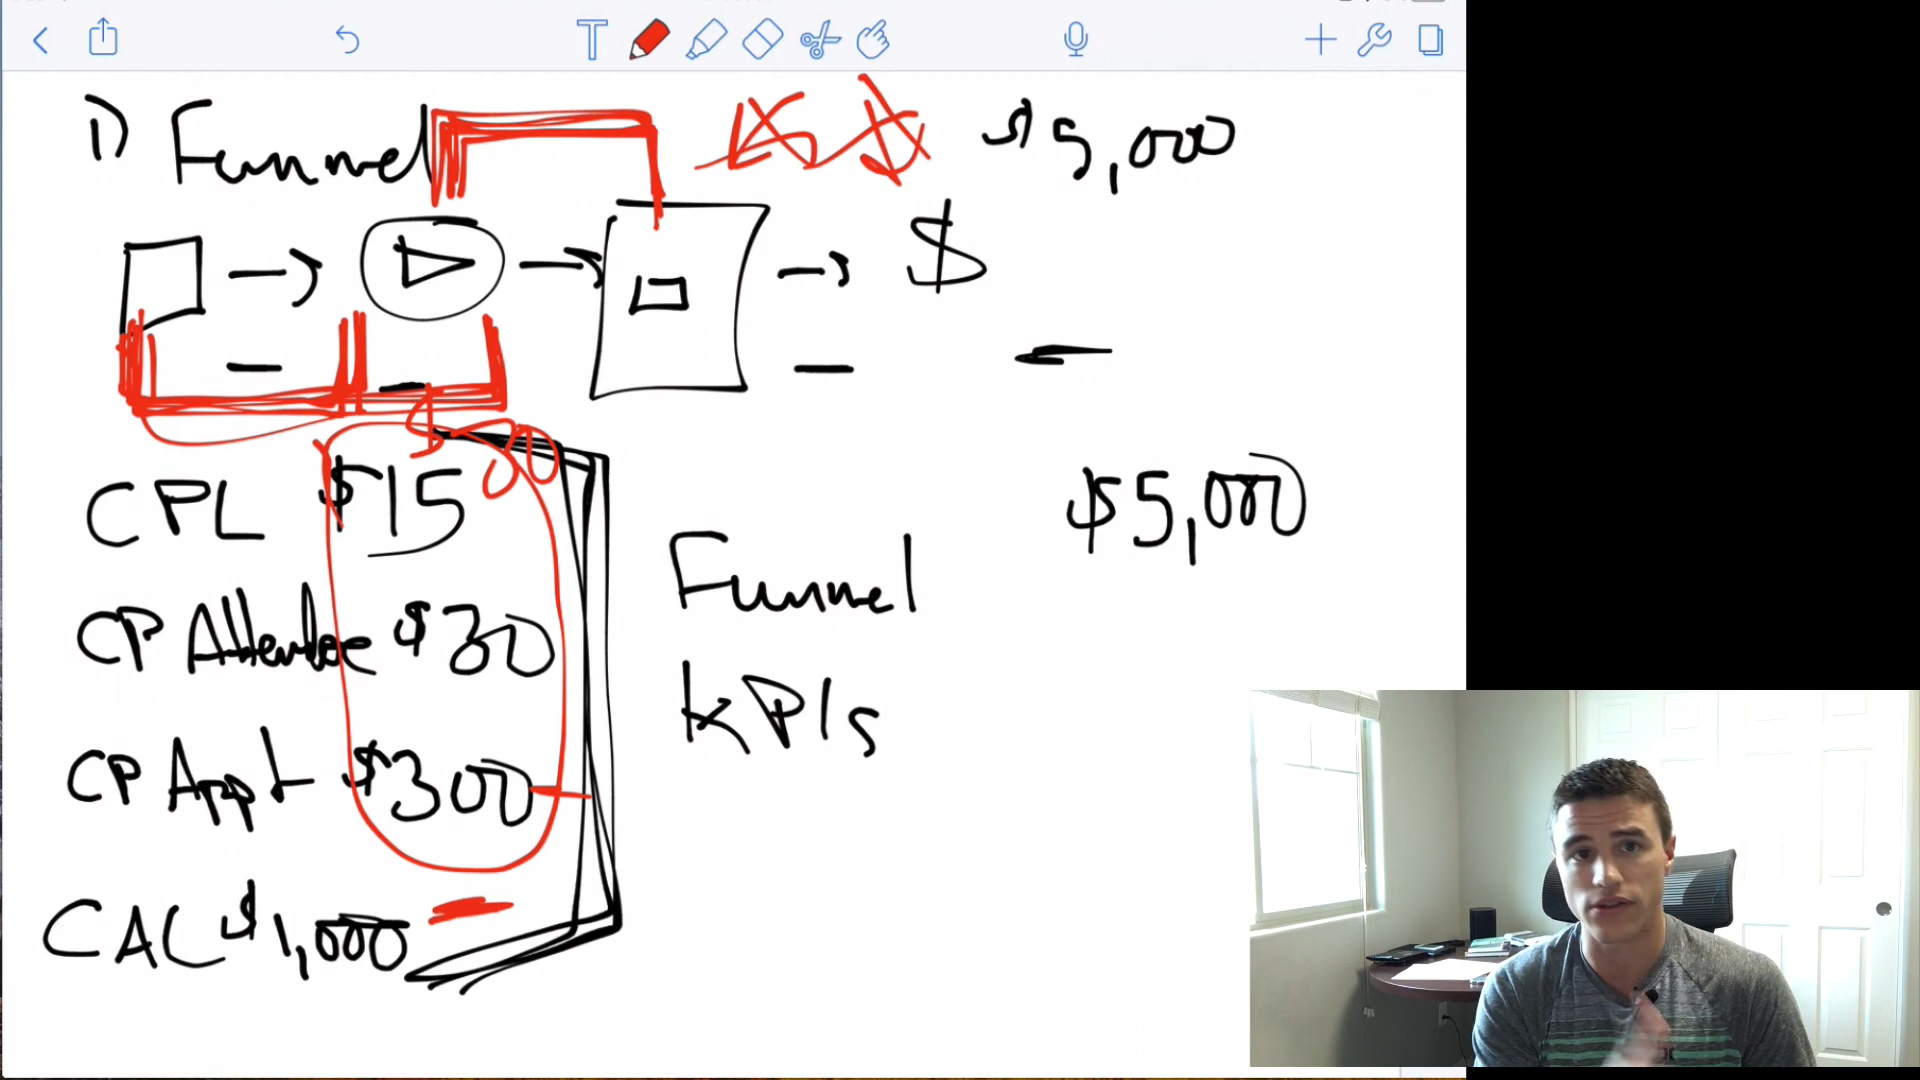 1) Funnel $5,000
$
$ 30
CPL $15 $5,000
CP Attendee $30
Funnel
CP Appt $300
KPIs
CAC $1,000